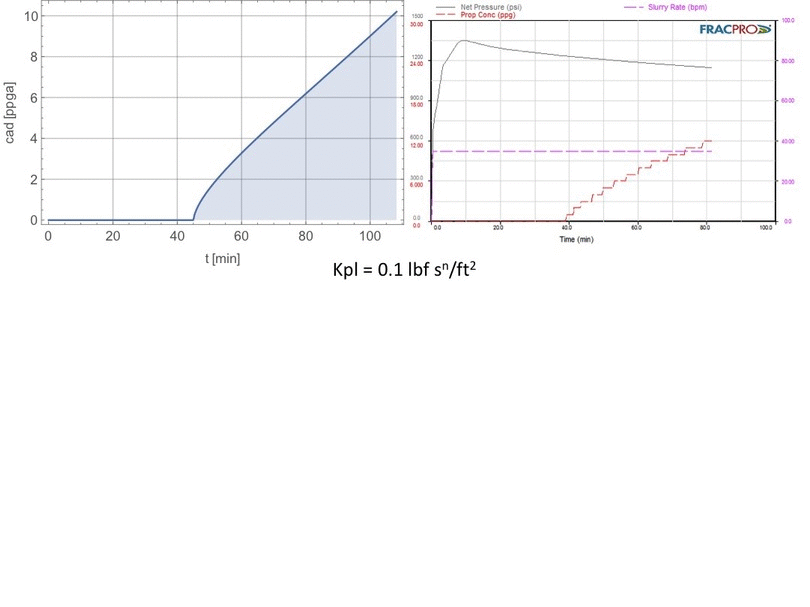 Net Pressure (psi)
Prop Conc (ppg)
Slurry Rate (bpm)
FRACPRO
cad [ppga]
10
8
6
4
2
0
0 20 40 60 80 100
t [min]
1500
30.00
1200
24.00
900.0
18.00
600.0
12.00
300.0
6.000
0.0
0.0
100.0
80.00
60.00
40.00
20.00
0.0
0.0 20.0 40.0 60.0 80.0 100.0
Time (min)
Kpl = 0.1 lbf sⁿ/ft²